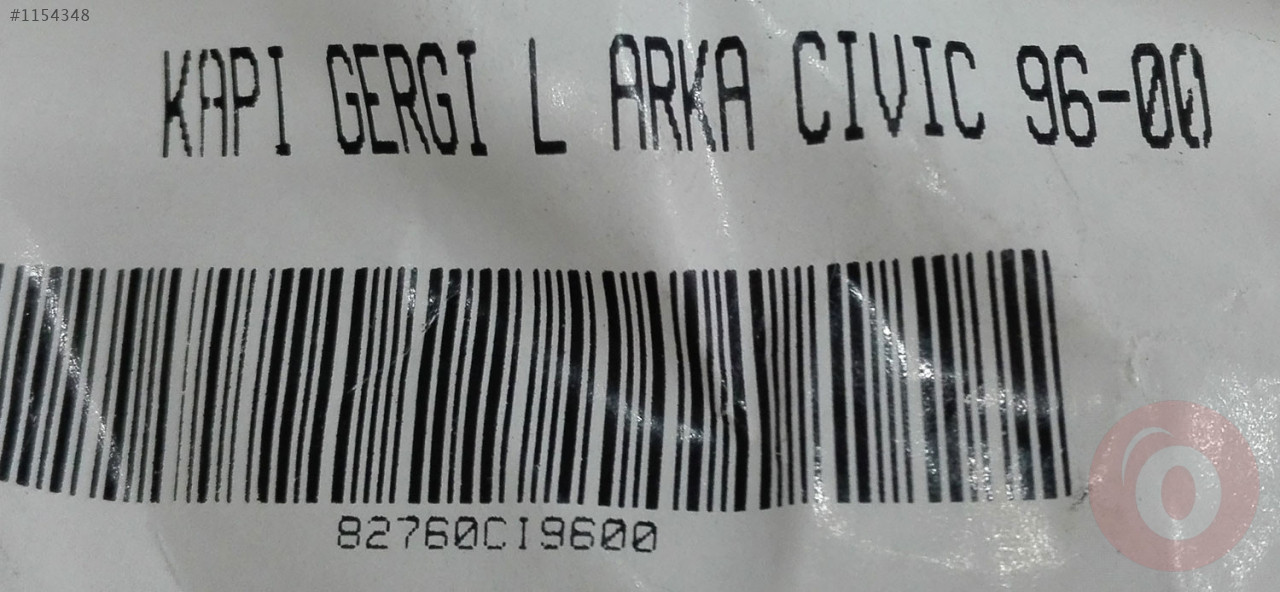 #1154348
KAPI GERGI L ARKA CIVIC 96-00
82760CI9600